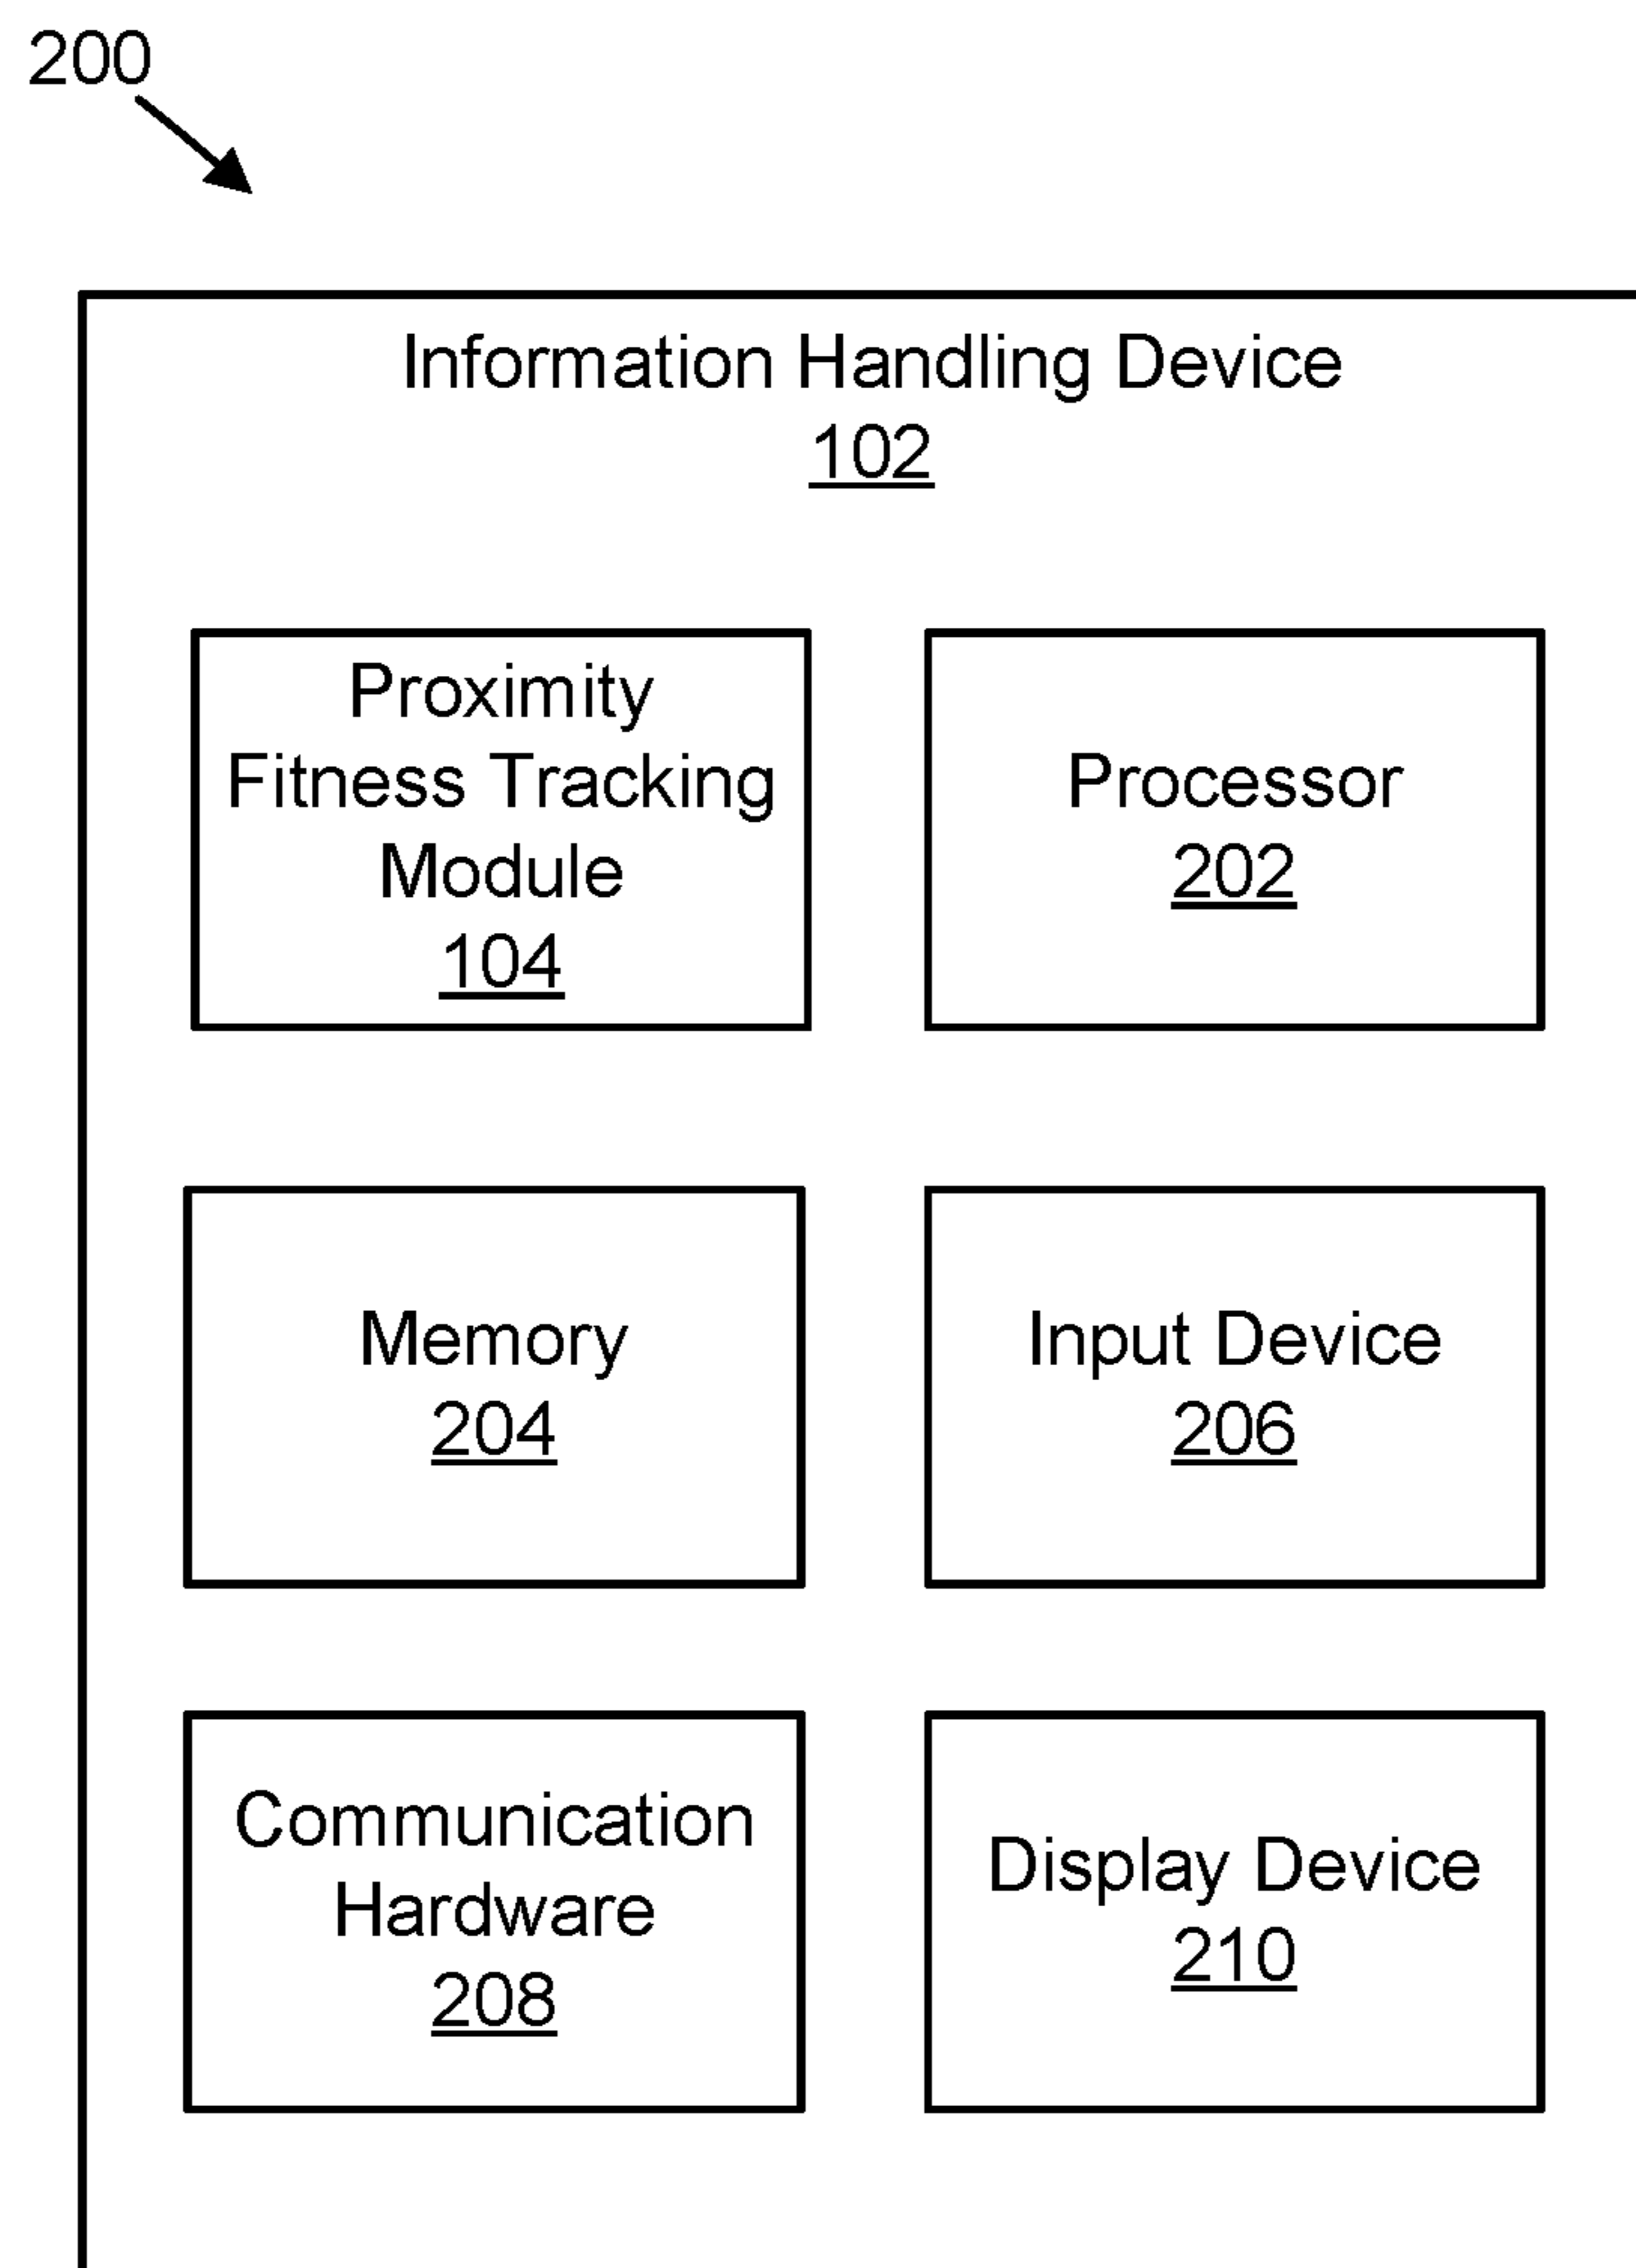 200
Information Handling Device
102
Proximity
Fitness Tracking
Module
104
Processor
202
Memory
204
Input Device
206
Communication
Hardware
208
Display Device
210